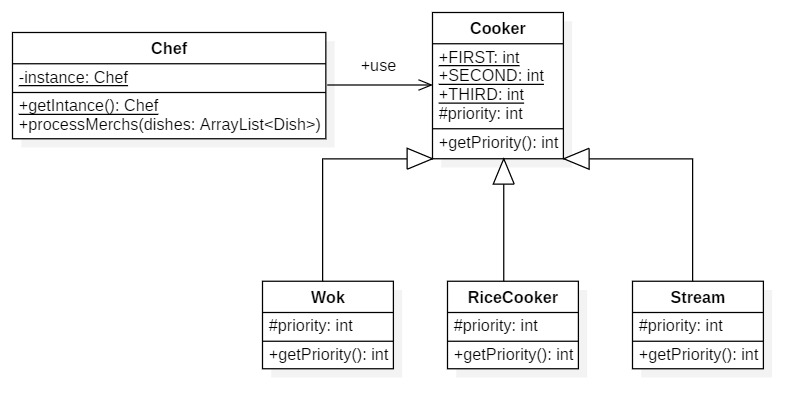 Chef
-instance: Chef
+getIntance(): Chef
+processMerchs(dishes: ArrayList<Dish>)
+use
Cooker
+FIRST: int
+SECOND: int
+THIRD: int
#priority: int
+getPriority(): int
Wok
#priority: int
+getPriority(): int
RiceCooker
#priority: int
+getPriority(): int
Stream
#priority: int
+getPriority(): int